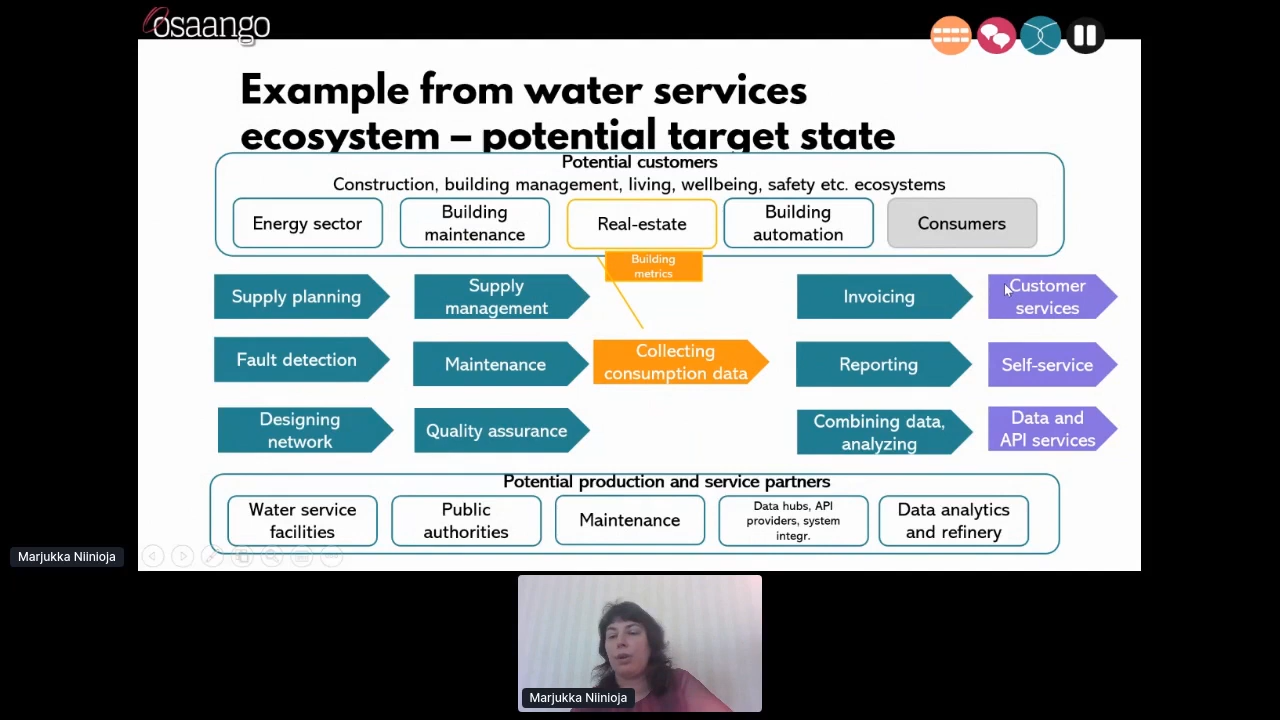 osaango
Example from water services
ecosystem – potential target state
Potential customers
Construction, building management, living, wellbeing, safety etc. ecosystems
Energy sector
Building
maintenance
Real-estate
Building
automation
Consumers
Building
metrics
Supply planning
Supply
management
Invoicing
Customer
services
Fault detection
Maintenance
Collecting
consumption data
Reporting
Self-service
Designing
network
Quality assurance
Combining data,
analyzing
Data and
API services
Potential production and service partners
Water service
facilities
Public
authorities
Maintenance
Data hubs, API
providers, system
integr.
Data analytics
and refinery
Marjukka Niinioja
Marjukka Niinioja